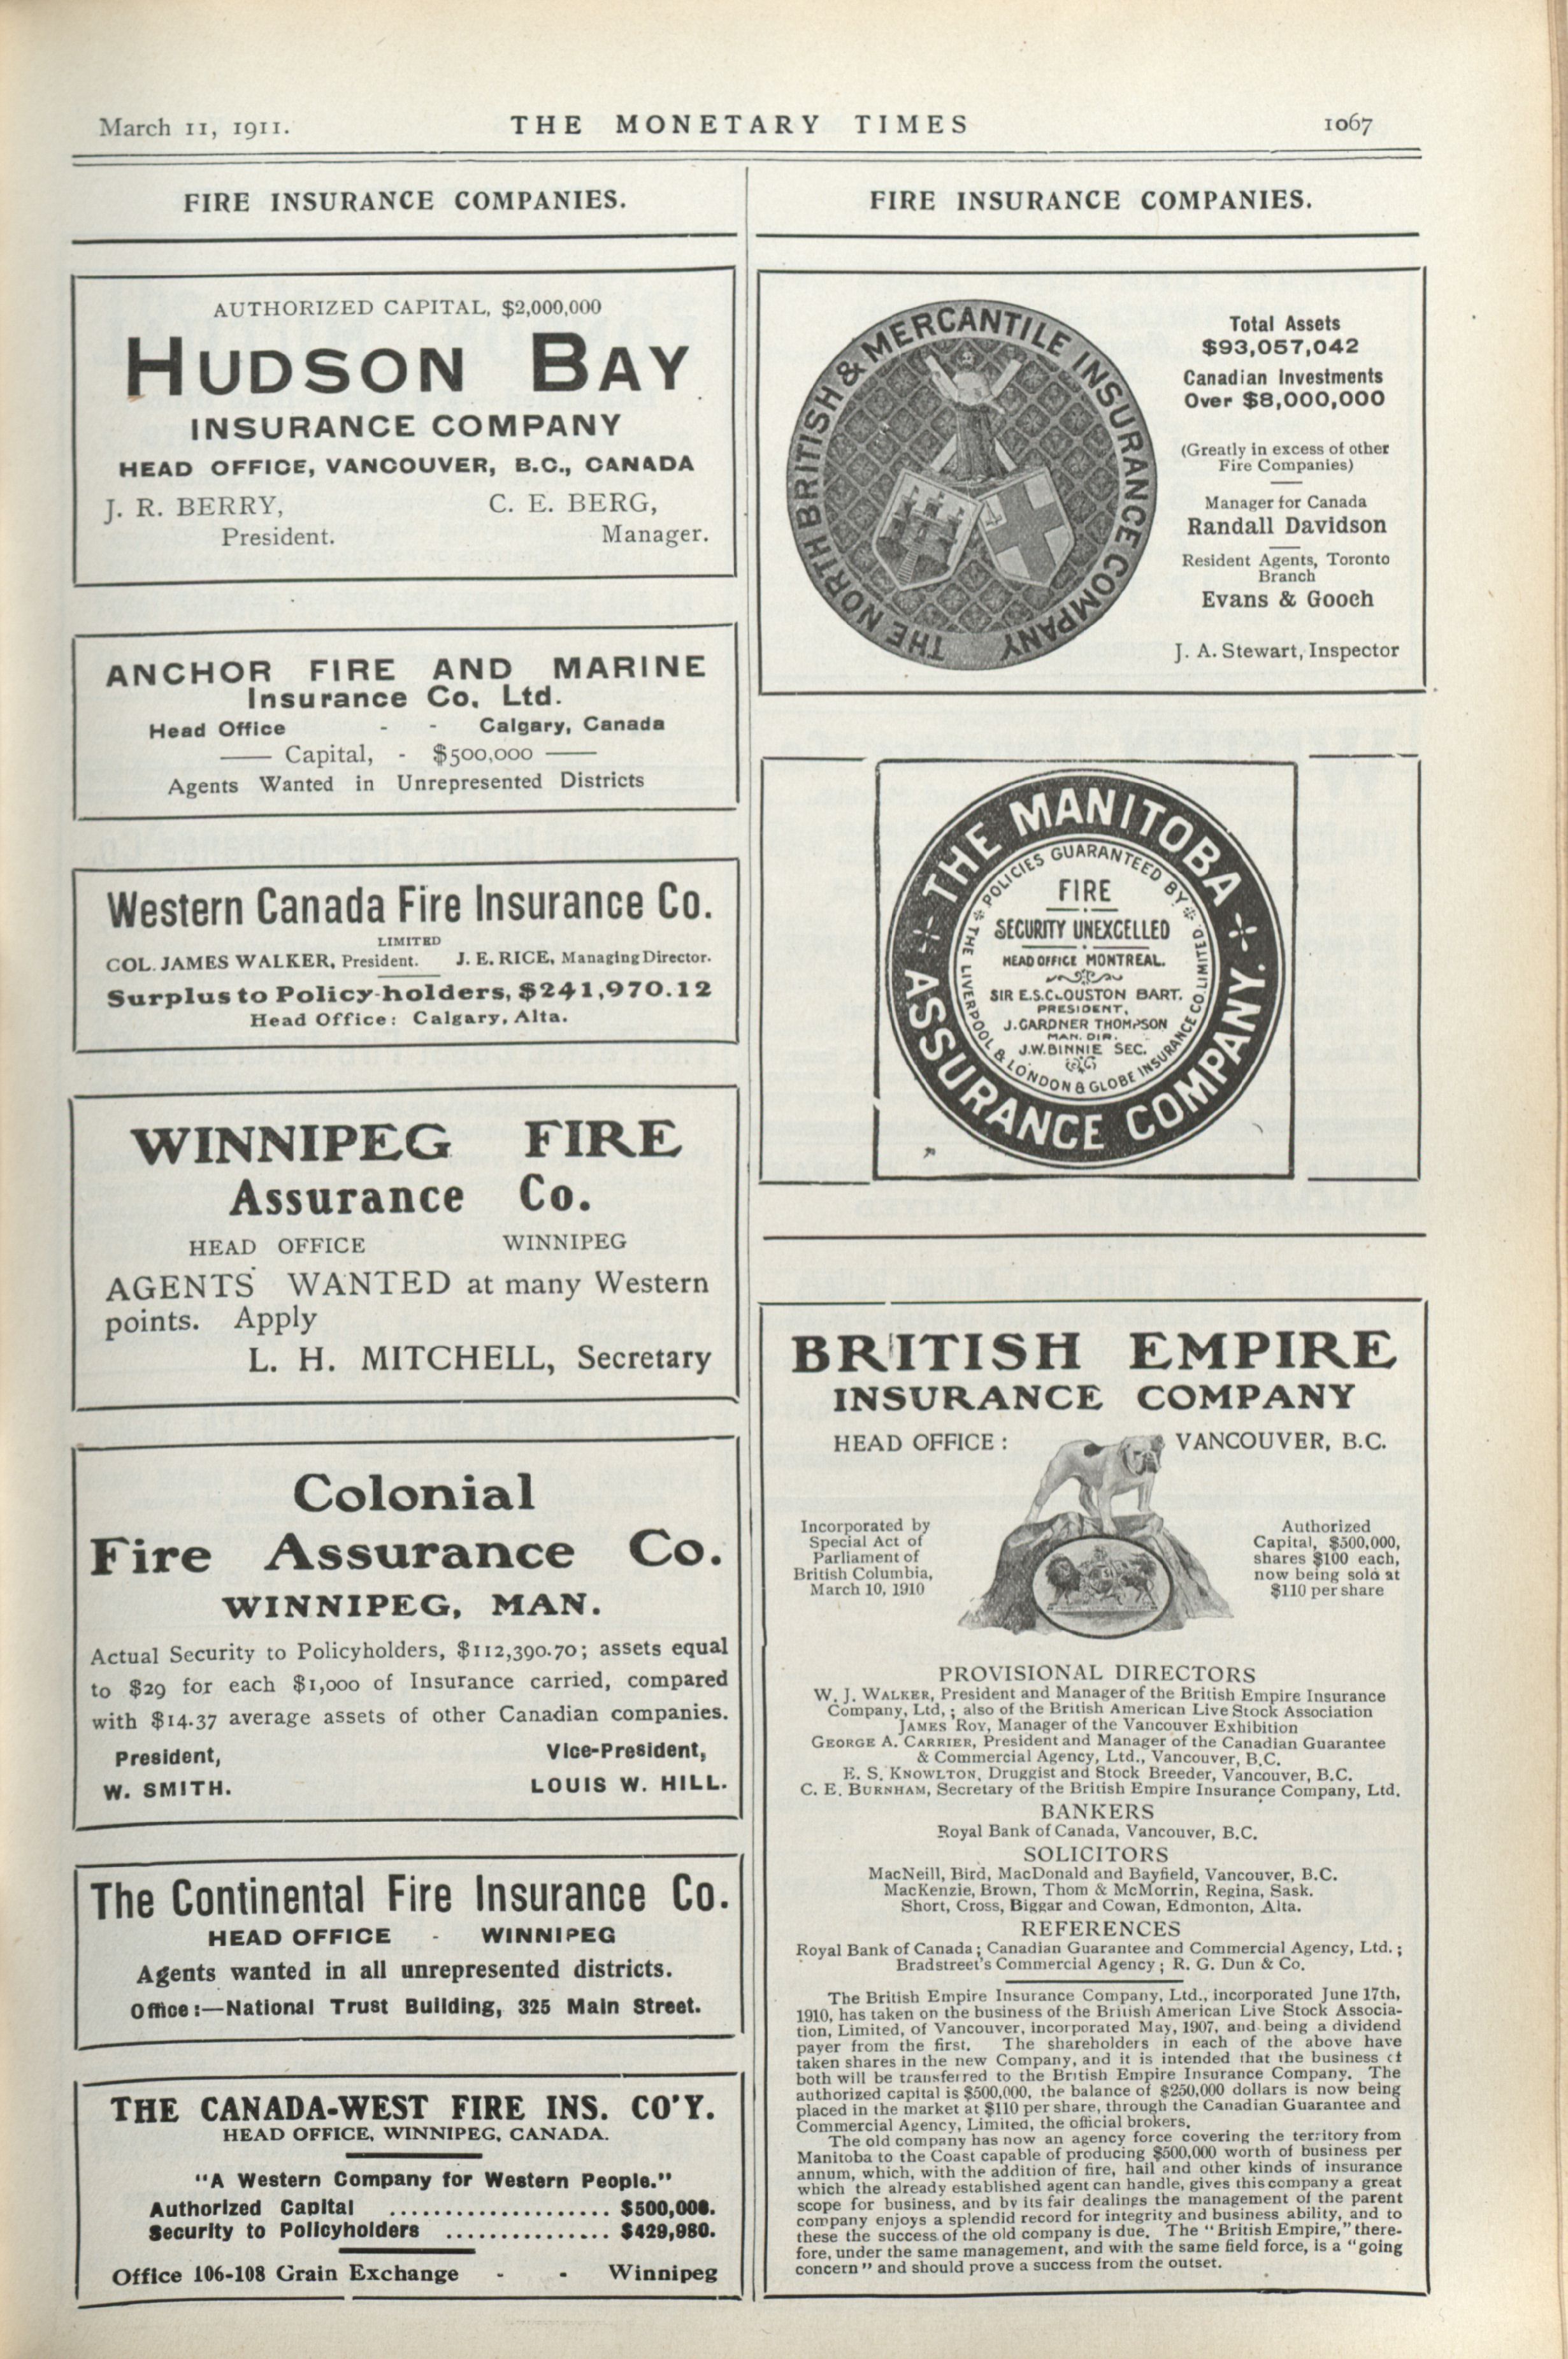 March 11, 1911.
THE MONETARY TIMES
1067
FIRE INSURANCE COMPANIES.
AUTHORIZED CAPITAL, $2,000,000
HUDSON BAY
INSURANCE COMPANY
HEAD OFFICE, VANCOUVER, B.C., CANADA
J. R. BERRY,
President.
C. E. BERG,
Manager.
ANCHOR FIRE AND MARINE
Insurance Co. Ltd.
Head Office - - Calgary, Canada
Capital, - $500,000
Agents Wanted in Unrepresented Districts
Western Canada Fire Insurance Co.
LIMITED
COL. JAMES WALKER, President. J. E. RICE, Managing Director.
Surplus to Policy-holders, $241,970.12
Head Office: Calgary, Alta.
WINNIPEG FIRE
Assurance Co.
HEAD OFFICE WINNIPEG
AGENTS WANTED at many Western
points. Apply
L. H. MITCHELL, Secretary
Colonial
Fire Assurance Co.
WINNIPEG, MAN.
Actual Security to Policyholders, $112,390.70; assets equal
to $29 for each $1,000 of Insurance carried, compared
with $14.37 average assets of other Canadian companies.
President,
W. SMITH.
Vice-President,
LOUIS W. HILL.
The Continental Fire Insurance Co.
HEAD OFFICE - WINNIPEG
Agents wanted in all unrepresented districts.
Office:—National Trust Building, 325 Main Street.
THE CANADA-WEST FIRE INS. CO'Y.
HEAD OFFICE, WINNIPEG, CANADA.
"A Western Company for Western People."
Authorized Capital .................... $500,000.
Security to Policyholders ............... $429,980.
Office 106-108 Grain Exchange - - Winnipeg
FIRE INSURANCE COMPANIES.
THE NORTH BRITISH & MERCANTILE INSURANCE COMPANY
Total Assets
$93,057,042
Canadian Investments
Over $8,000,000
(Greatly in excess of other
Fire Companies)
Manager for Canada
Randall Davidson
Resident Agents, Toronto
Branch
Evans & Gooch
J. A. Stewart, Inspector
THE MANITOBA
ASSURANCE COMPANY.
POLICIES GUARANTEED BY
THE LIVERPOOL & LONDON & GLOBE INSURANCE CO. LIMITED.
FIRE
SECURITY UNEXCELLED
HEAD OFFICE MONTREAL.
SIR E.S.CLOUSTON BART.
PRESIDENT,
J. GARDNER THOMPSON
MAN. DIR.
J.W.BINNIE SEC.
BRITISH EMPIRE
INSURANCE COMPANY
HEAD OFFICE : VANCOUVER, B.C.
Incorporated by
Special Act of
Parliament of
British Columbia,
March 10, 1910
Authorized
Capital, $500,000,
shares $100 each,
now being sold at
$110 per share
PROVISIONAL DIRECTORS
W. J. WALKER, President and Manager of the British Empire Insurance
Company, Ltd, ; also of the British American Live Stock Association
JAMES ROY, Manager of the Vancouver Exhibition
GEORGE A. CARRIER, President and Manager of the Canadian Guarantee
& Commercial Agency, Ltd., Vancouver, B.C.
E. S. KNOWLTON, Druggist and Stock Breeder, Vancouver, B.C.
C. E. BURNHAM, Secretary of the British Empire Insurance Company, Ltd.
BANKERS
Royal Bank of Canada, Vancouver, B.C.
SOLICITORS
MacNeill, Bird, MacDonald and Bayfield, Vancouver, B.C.
MacKenzie, Brown, Thom & McMorrin, Regina, Sask.
Short, Cross, Biggar and Cowan, Edmonton, Alta.
REFERENCES
Royal Bank of Canada ; Canadian Guarantee and Commercial Agency, Ltd. ;
Bradstreet's Commercial Agency ; R. G. Dun & Co.
The British Empire Insurance Company, Ltd., incorporated June 17th,
1910, has taken on the business of the British American Live Stock Associa-
tion, Limited, of Vancouver, incorporated May, 1907, and being a dividend
payer from the first. The shareholders in each of the above have
taken shares in the new Company, and it is intended that the business of
both will be transferred to the British Empire Insurance Company. The
authorized capital is $500,000, the balance of $250,000 dollars is now being
placed in the market at $110 per share, through the Canadian Guarantee and
Commercial Agency, Limited, the official brokers.
The old company has now an agency force covering the territory from
Manitoba to the Coast capable of producing $500,000 worth of business per
annum, which, with the addition of fire, hail and other kinds of insurance
which the already established agent can handle, gives this company a great
scope for business, and by its fair dealings the management of the parent
company enjoys a splendid record for integrity and business ability, and to
these the success of the old company is due. The "British Empire," there-
fore, under the same management, and with the same field force, is a "going
concern" and should prove a success from the outset.